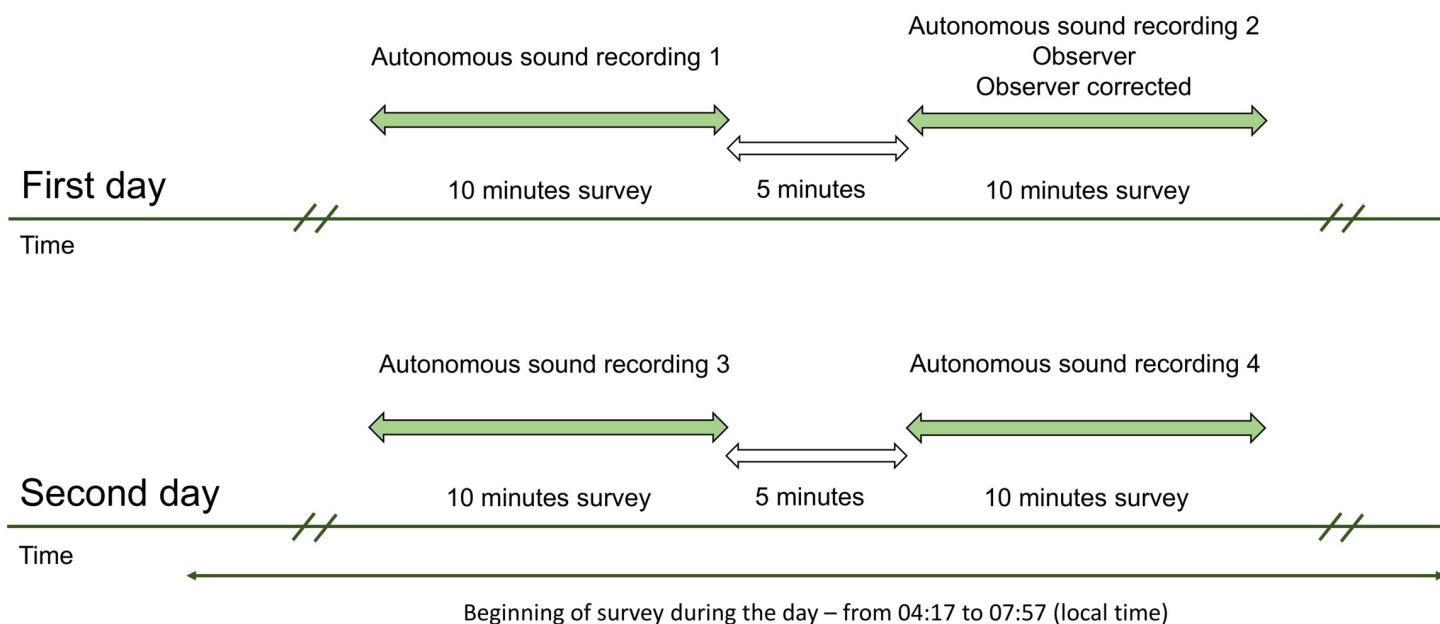 Autonomous sound recording 1
Autonomous sound recording 2
Observer
Observer corrected
First day
10 minutes survey
5 minutes
10 minutes survey
Time
Autonomous sound recording 3
Autonomous sound recording 4
Second day
10 minutes survey
5 minutes
10 minutes survey
Time
Beginning of survey during the day – from 04:17 to 07:57 (local time)